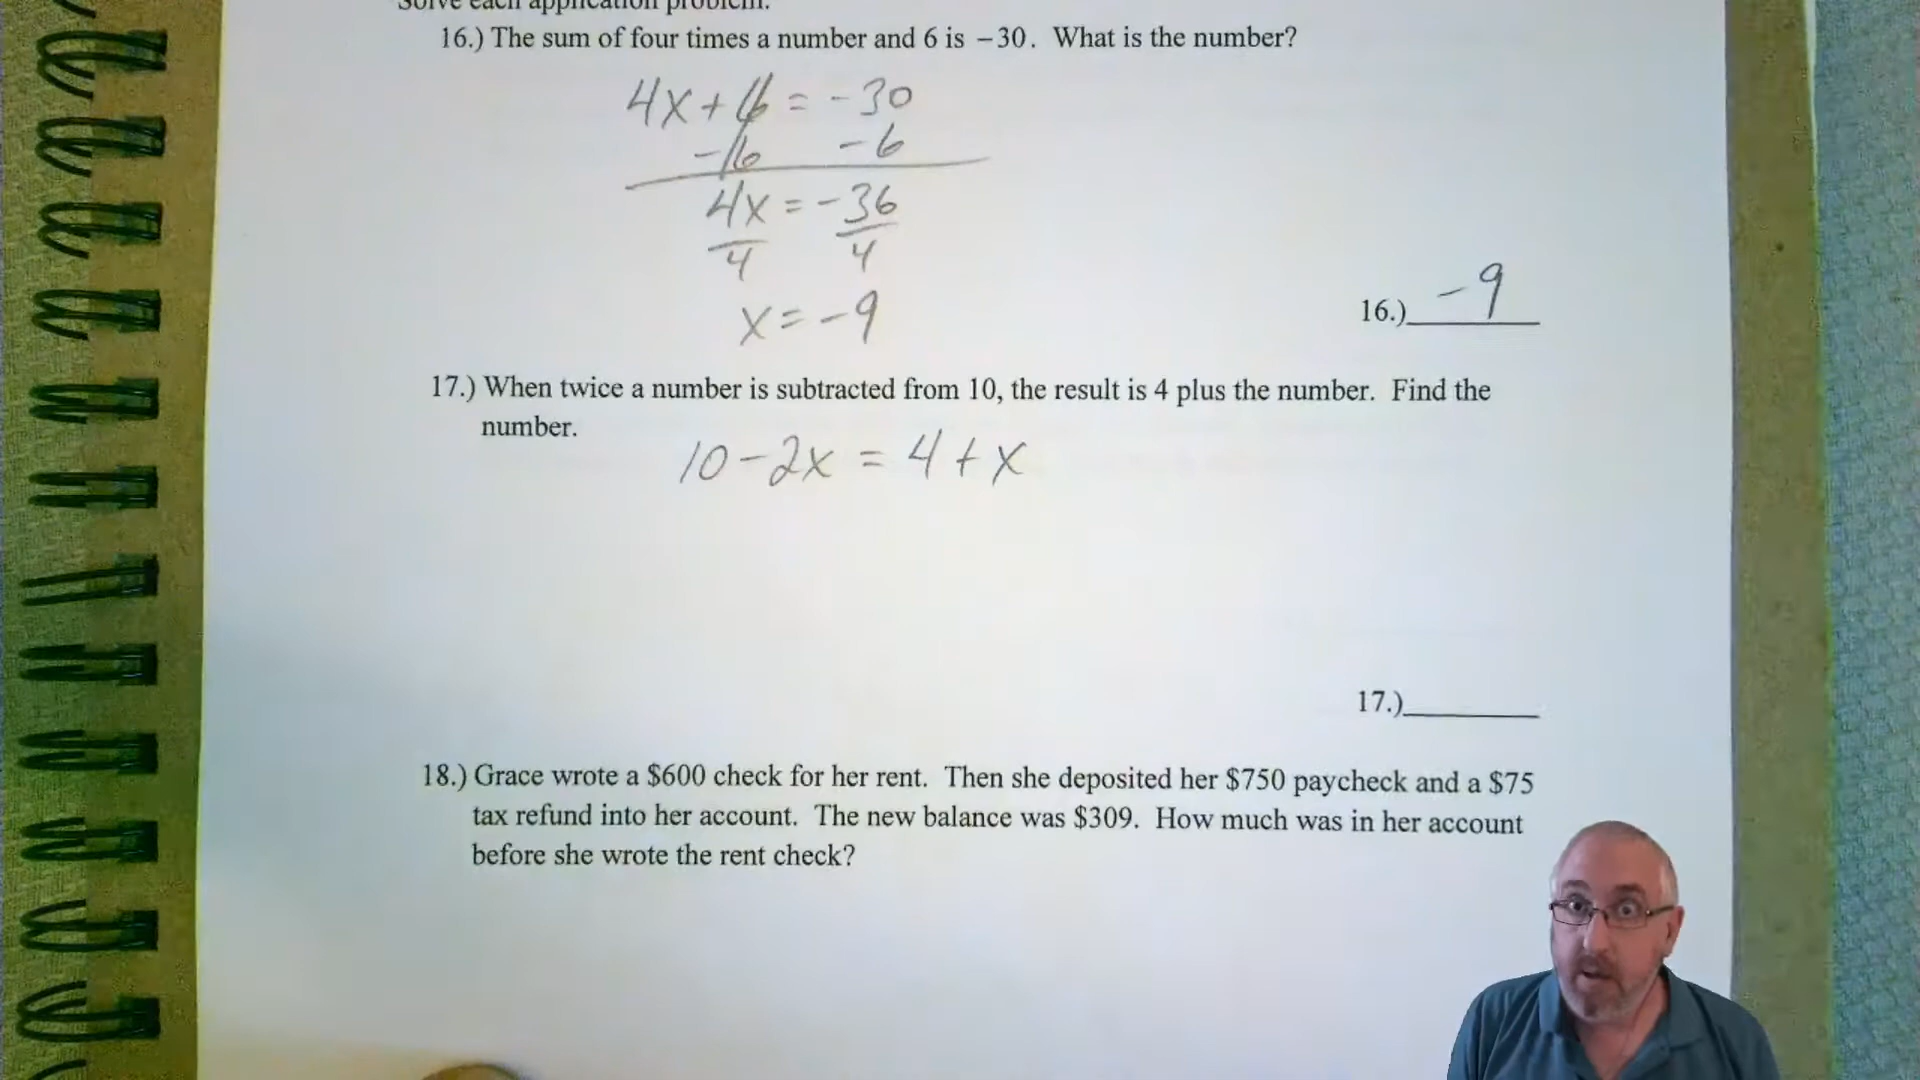 Solve each application problem.
16.) The sum of four times a number and 6 is −30. What is the number?
4x + 6 = -30
-6 -6
4x = -36
4 4
x = -9
16.) -9
17.) When twice a number is subtracted from 10, the result is 4 plus the number. Find the
number.
10 - 2x = 4 + x
17.)
18.) Grace wrote a $600 check for her rent. Then she deposited her $750 paycheck and a $75
tax refund into her account. The new balance was $309. How much was in her account
before she wrote the rent check?